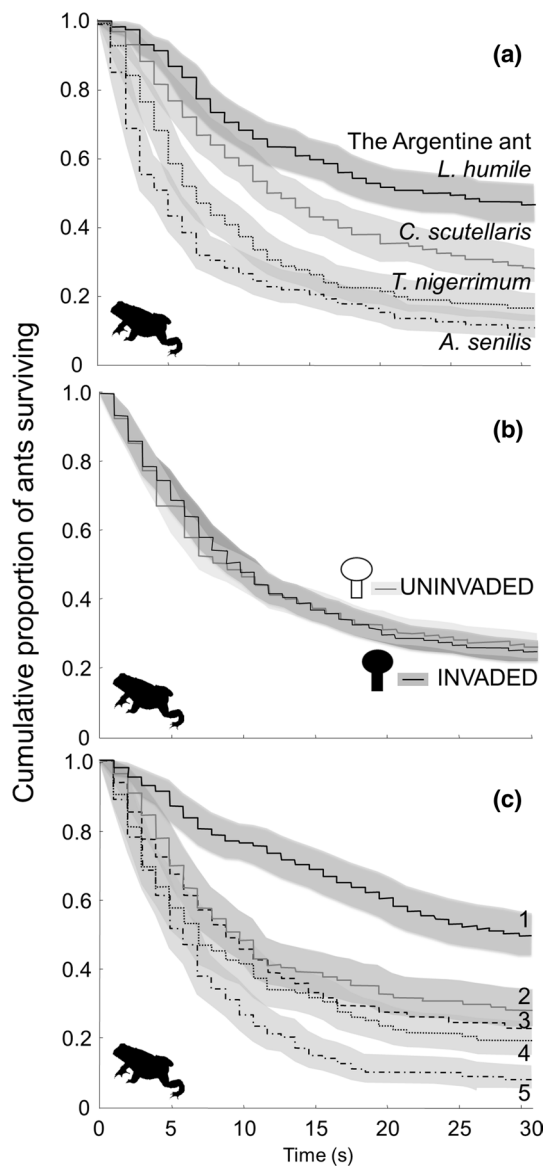 Cumulative proportion of ants surviving
(a)
1.0
0.8
0.6
0.4
0.2
0
The Argentine ant
L. humile
C. scutellaris
T. nigerrimum
A. senilis
(b)
1.0
0.8
0.6
0.4
0.2
0
UNINVADED
INVADED
(c)
1.0
0.8
0.6
0.4
0.2
0
1
2
3
4
5
0 5 10 15 20 25 30
Time (s)